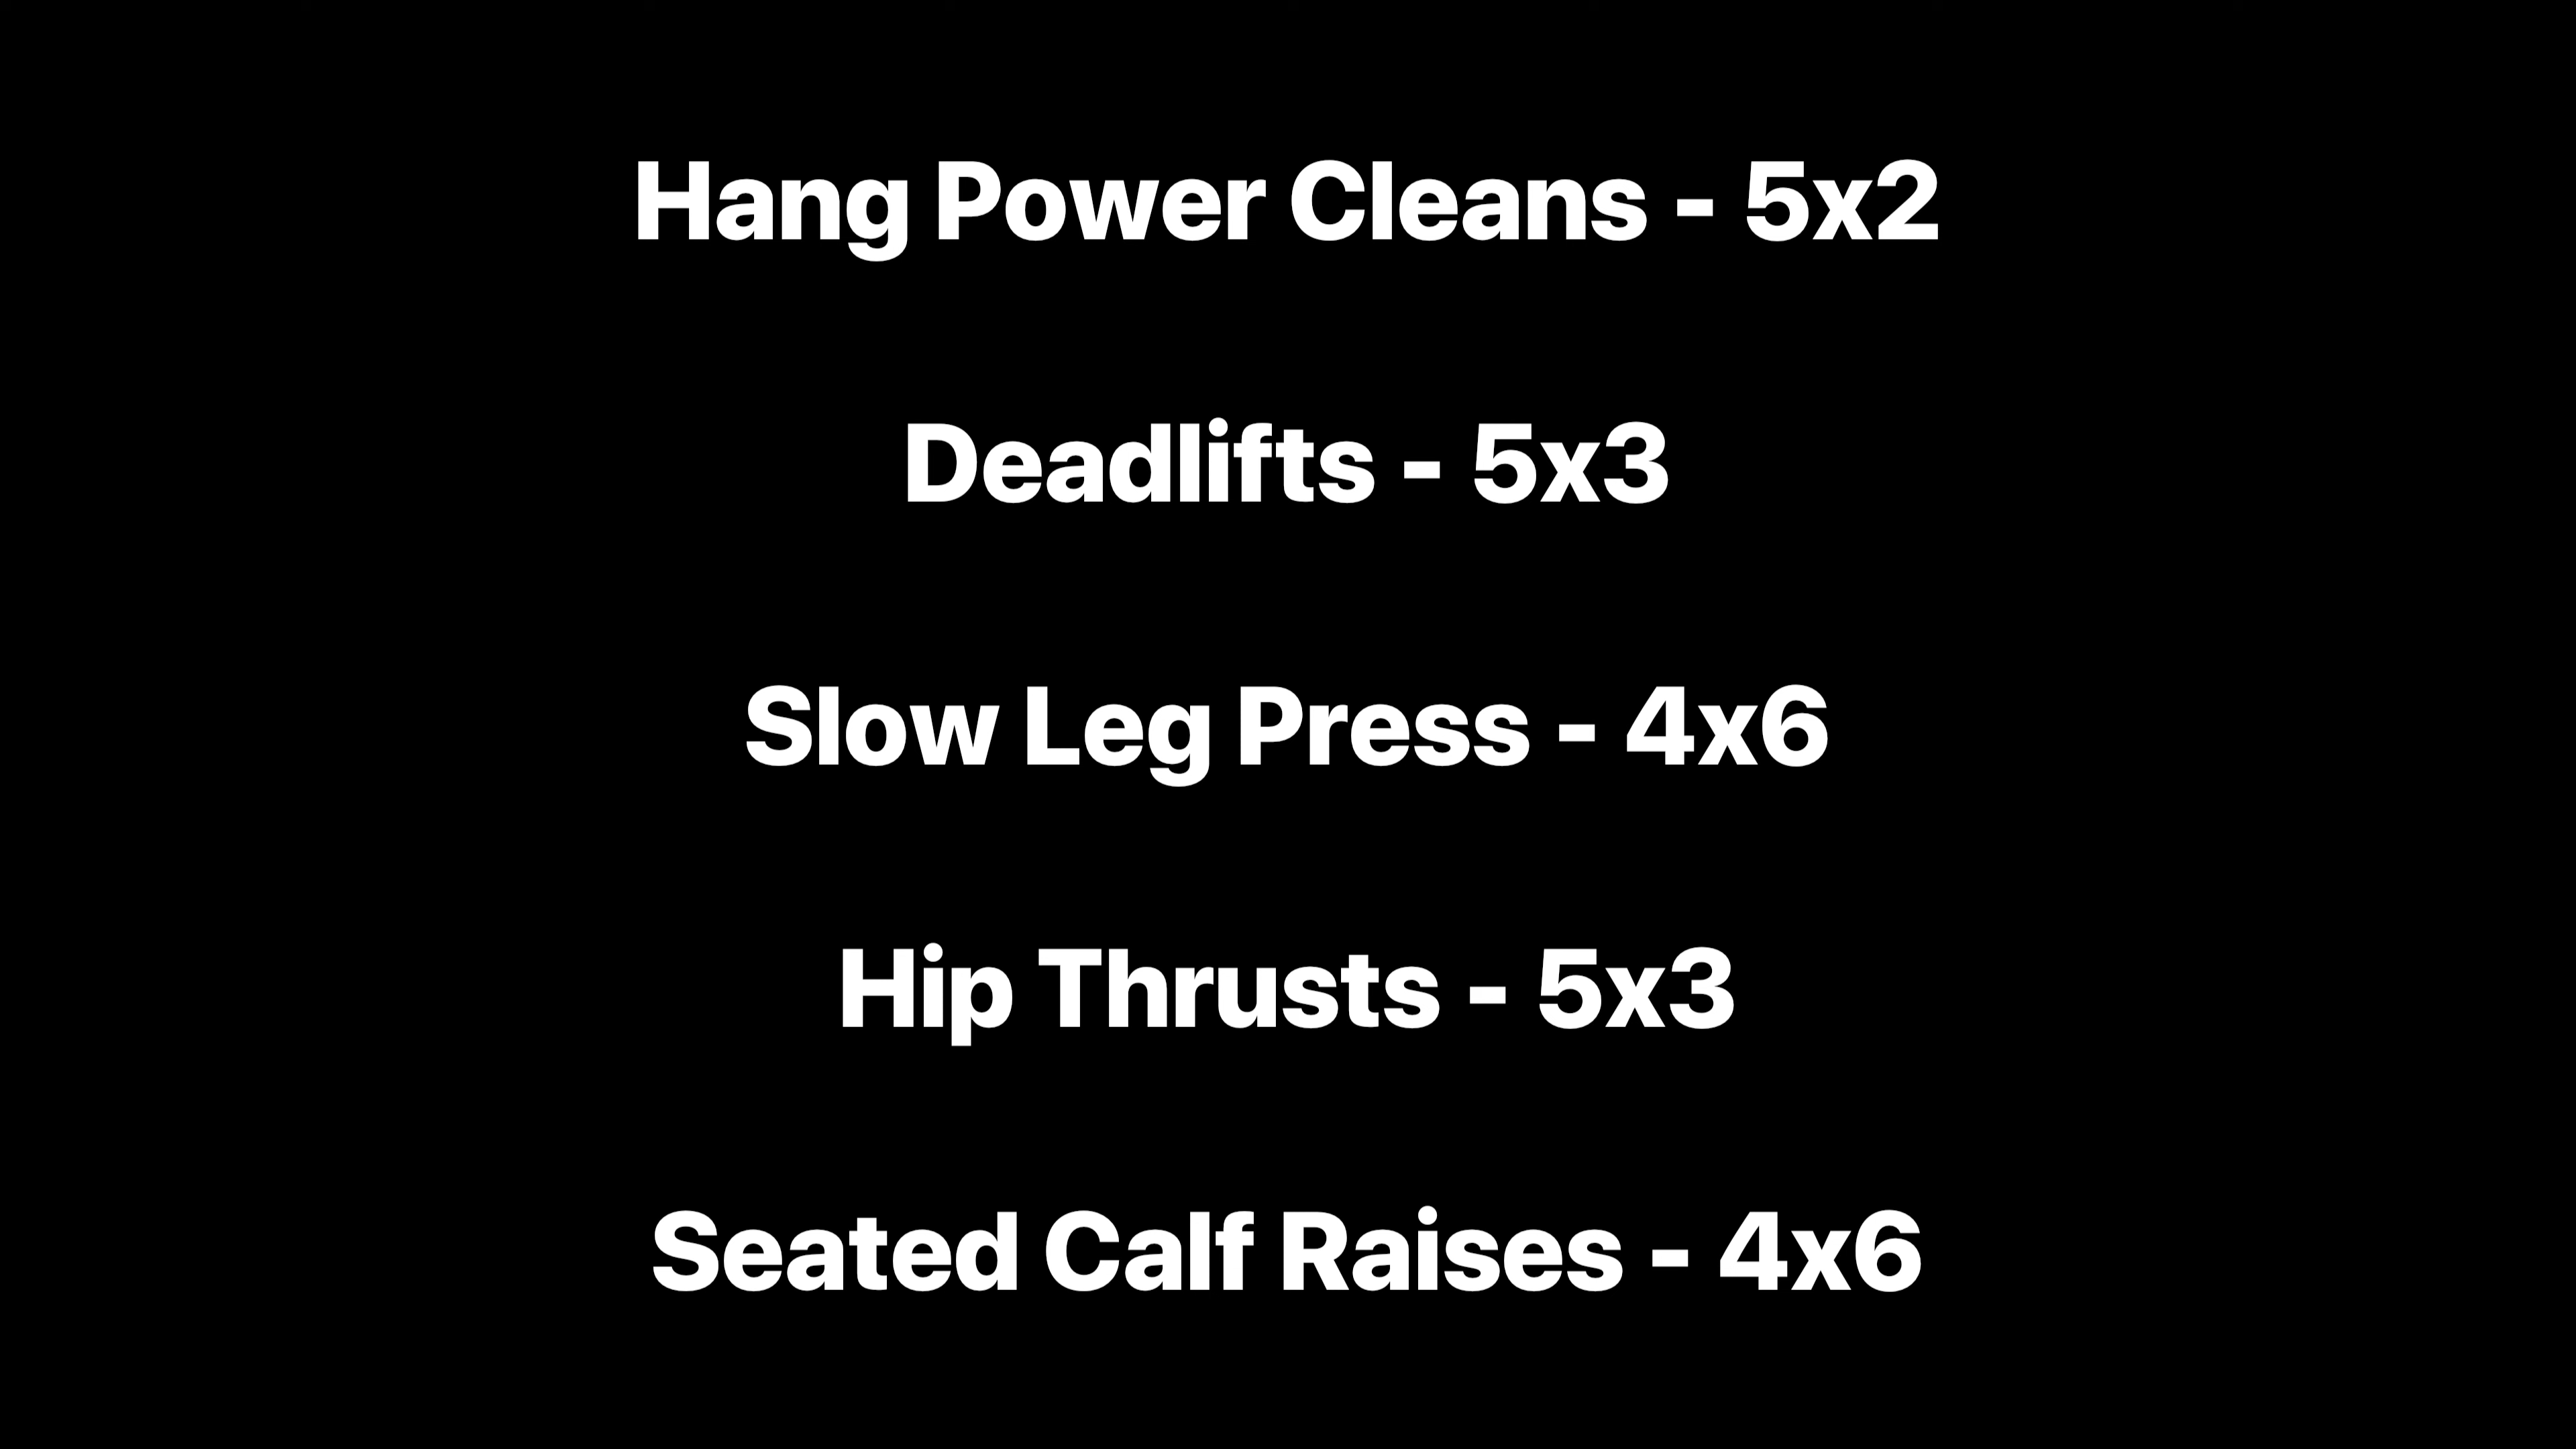 Hang Power Cleans - 5x2
Deadlifts - 5x3
Slow Leg Press - 4x6
Hip Thrusts - 5x3
Seated Calf Raises - 4x6